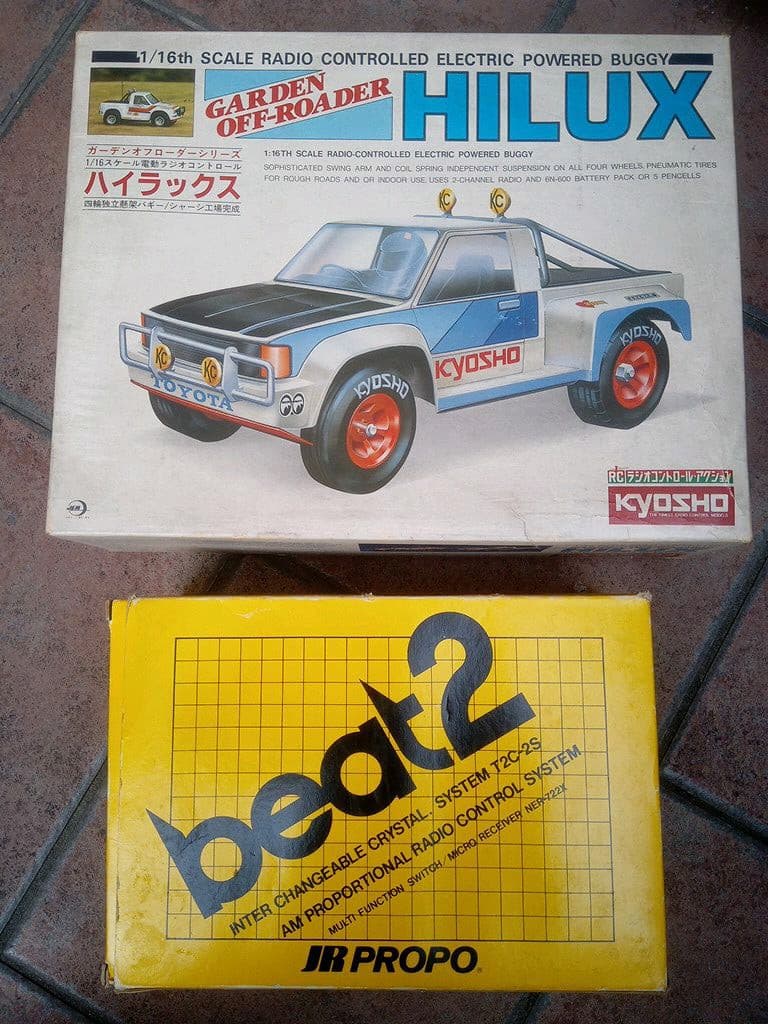 1/16th SCALE RADIO CONTROLLED ELECTRIC POWERED BUGGY
GARDEN
OFF-ROADER
HILUX
ガーデンオフローダーシリーズ
1/16スケール電動ラジオコントロール
ハイラックス
四輪独立懸架バギー/シャーシ工場完成
1:16TH SCALE RADIO-CONTROLLED ELECTRIC POWERED BUGGY
SOPHISTICATED SWING ARM AND COIL SPRING INDEPENDENT SUSPENSION ON ALL FOUR WHEELS. PNEUMATIC TIRES
FOR ROUGH ROADS AND OR INDOOR USE. USES 2-CHANNEL RADIO AND 6N-600 BATTERY PACK OR 5 PENCELLS
KC
KC
KC
KC
TOYOTA
KYOSHO
KYOSHO
KYOSHO
RC ラジオコントロール・アクション
KYOSHO
THE FINEST RADIO CONTROL MODELS
HILUX
beat2
INTER CHANGEABLE CRYSTAL. SYSTEM T2C-2S
AM PROPORTIONAL RADIO CONTROL SYSTEM
MULTI FUNCTION SWITCH/MICRO RECEIVER NER-722X
JR PROPO